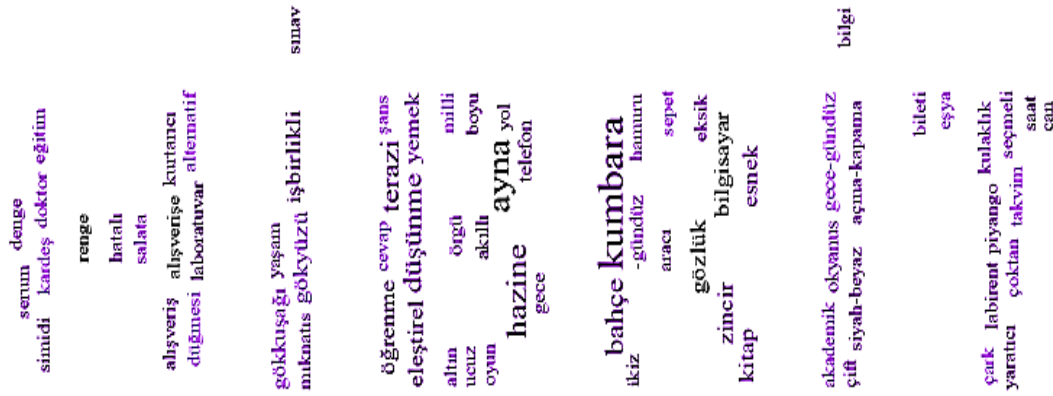 serum denge
simidi kardeş doktor eğitim
renge
hatalı
salata
alışveriş alışverişe kurtarıcı
düğmesi laboratuvar alternatif
gökkuşağı yaşam
mıknatıs gökyüzü işbirlikli sınav
öğrenme cevap terazi şans
eleştirel düşünme yemek
altın örgü milli
ucuz akıllı boyu
oyun
hazine ayna yol
gece telefon
bahçe kumbara
ikiz -gündüz hamuru
aracı sepet
gözlük eksik
zincir bilgisayar
kitap esnek
akademik okyanus gece-gündüz bilgi
çift siyah-beyaz açma-kapama
bileti
eşya
çark labirent piyango kulaklık
yaratıcı çoktan takvim seçmeli
saat
can